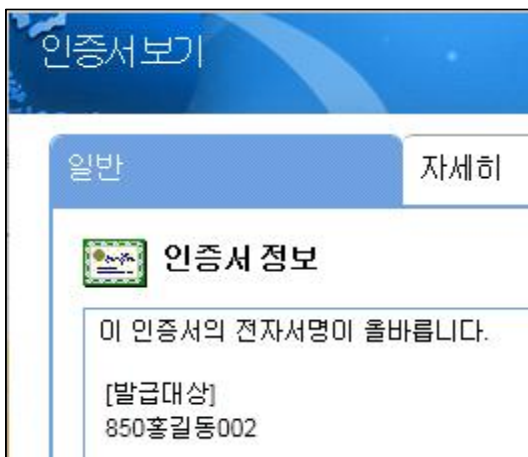 인증서보기
일반
자세히
인증서 정보
이 인증서의 전자서명이 올바릅니다.
[발급대상]
850홍길동002